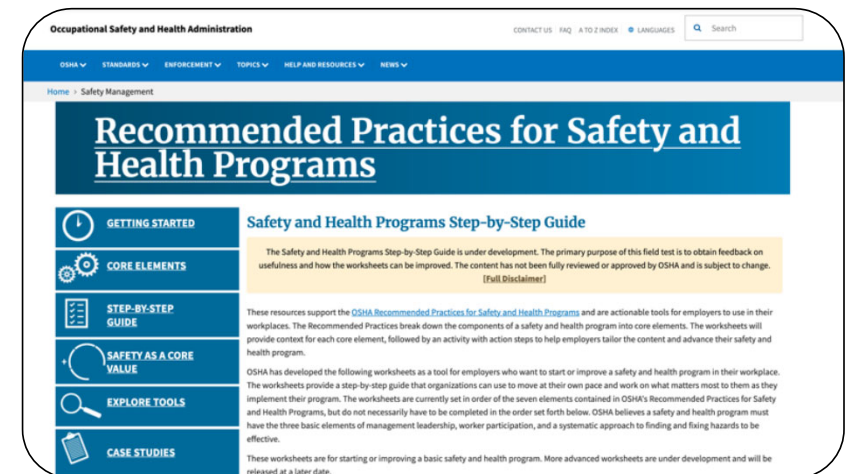 Occupational Safety and Health Administration
CONTACT US FAQ A TO Z INDEX LANGUAGES
Search
OSHA STANDARDS ENFORCEMENT TOPICS HELP AND RESOURCES NEWS
Home > Safety Management
Recommended Practices for Safety and
Health Programs
GETTING STARTED
CORE ELEMENTS
STEP-BY-STEP
GUIDE
SAFETY AS A CORE
VALUE
EXPLORE TOOLS
CASE STUDIES
Safety and Health Programs Step-by-Step Guide
The Safety and Health Programs Step-by-Step Guide is under development. The primary purpose of this field test is to obtain feedback on
usefulness and how the worksheets can be improved. The content has not been fully reviewed or approved by OSHA and is subject to change.
[Full Disclaimer]
These resources support the OSHA Recommended Practices for Safety and Health Programs and are actionable tools for employers to use in their
workplaces. The Recommended Practices break down the components of a safety and health program into core elements. The worksheets will
provide context for each core element, followed by an activity with action steps to help employers tailor the content and advance their safety and
health program.
OSHA has developed the following worksheets as a tool for employers who want to start or improve a safety and health program in their workplace.
The worksheets provide a step-by-step guide that organizations can use to move at their own pace and work on what matters most to them as they
implement their program. The worksheets are currently set in order of the seven elements contained in OSHA's Recommended Practices for Safety
and Health Programs, but do not necessarily have to be completed in the order set forth below. OSHA believes a safety and health program must
have the three basic elements of management leadership, worker participation, and a systematic approach to finding and fixing hazards to be
effective.
These worksheets are for starting or improving a basic safety and health program. More advanced worksheets are under development and will be
released at a later date.